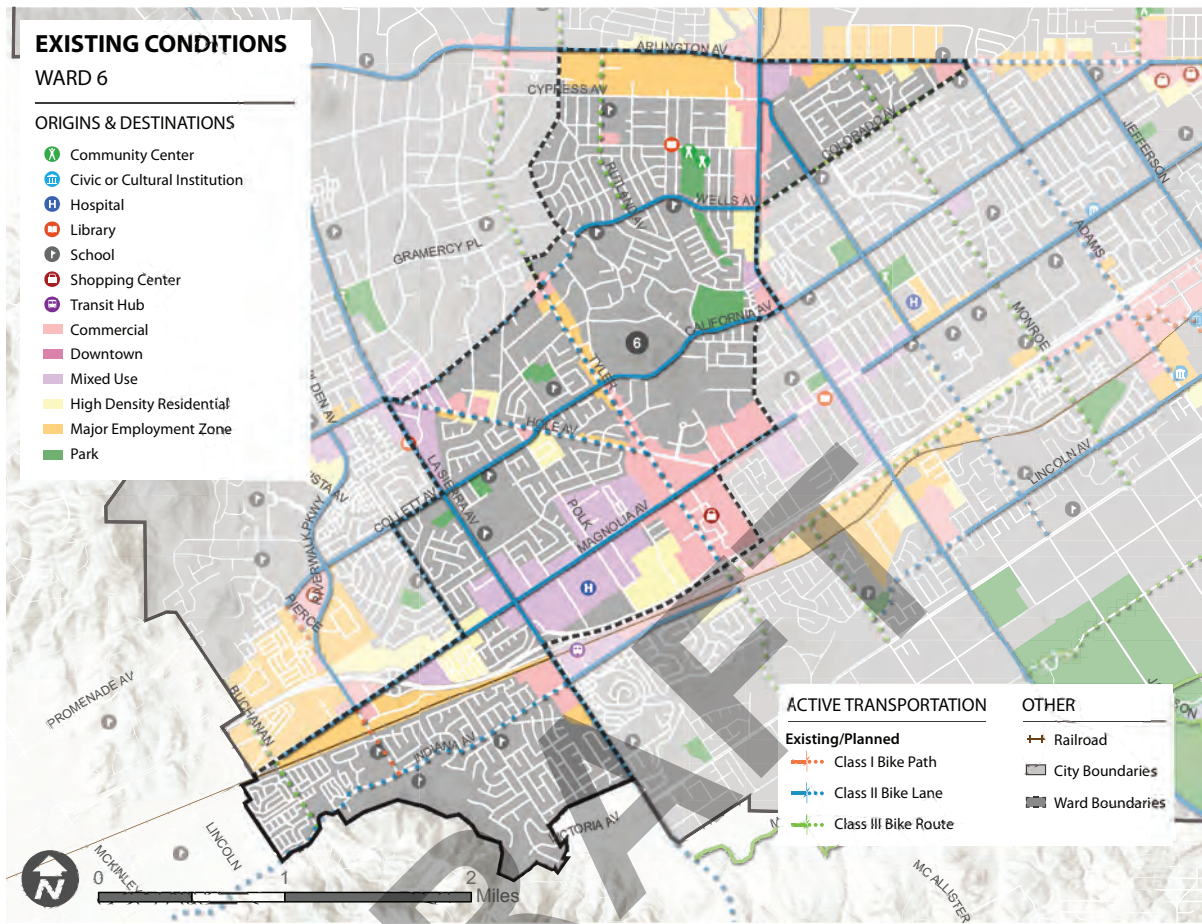 EXISTING CONDITIONS
WARD 6
ORIGINS & DESTINATIONS
Community Center
Civic or Cultural Institution
H Hospital
Library
School
Shopping Center
Transit Hub
Commercial
Downtown
Mixed Use
High Density Residential
Major Employment Zone
Park
ARLINGTON AV
CYPRESS AV
COLORADO AV
JEFFERSON
RUTLAND AV
WELLS AV
ADAMS
GRAMERCY PL
H
MONROE
CALIFORNIA AV
6
TYLER
DEN AV
HOLE AV
LINCOLN AV
LA SIERRA AV
COLLETT AV
POLK
MAGNOLIA AV
RIVERWALK PKWY
H
PIERCE
PROMENADE AV
BUCHANAN
INDIANA AV
VICTORIA AV
LINCOLN
MCKINLEY
MC ALLISTER
ACTIVE TRANSPORTATION
Existing/Planned
Class I Bike Path
Class II Bike Lane
Class III Bike Route
OTHER
Railroad
City Boundaries
Ward Boundaries
N
0 1 2
Miles
DRAFT